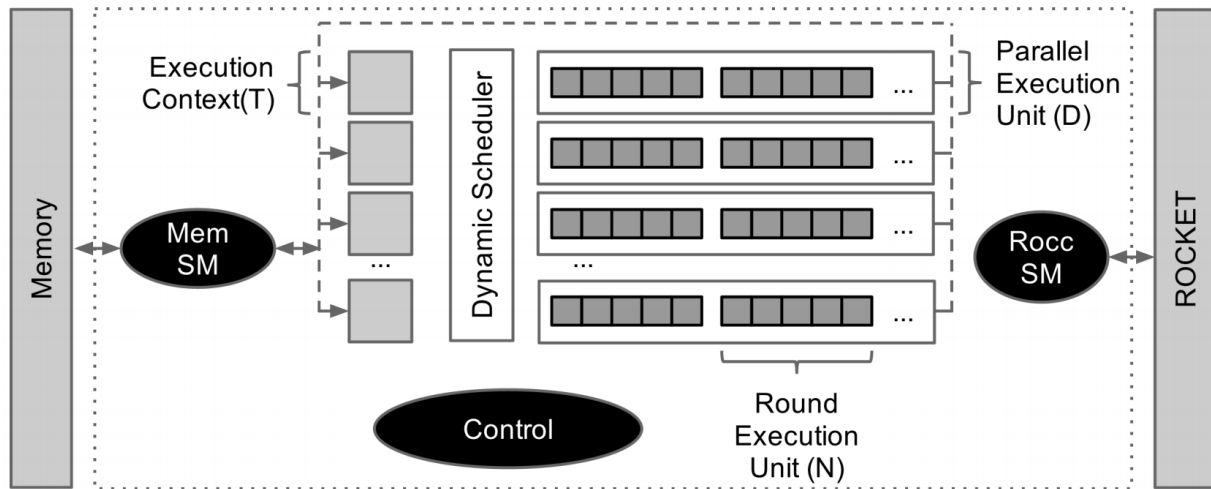 Memory
Execution
Context(T)
Mem
SM
...
Dynamic Scheduler
...
...
...
...
...
Parallel
Execution
Unit (D)
Rocc
SM
ROCKET
Control
Round
Execution
Unit (N)